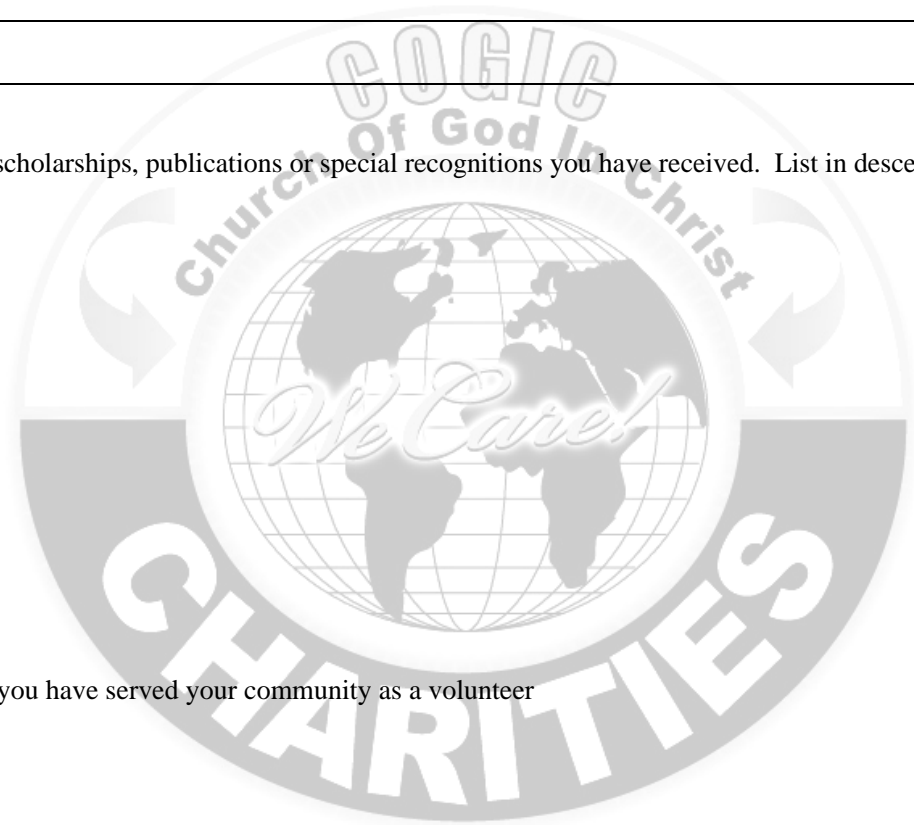 COGIC
Church Of God In Christ
scholarships, publications or special recognitions you have received. List in
We Care!
you have served your community as a volunteer
CHARITIES